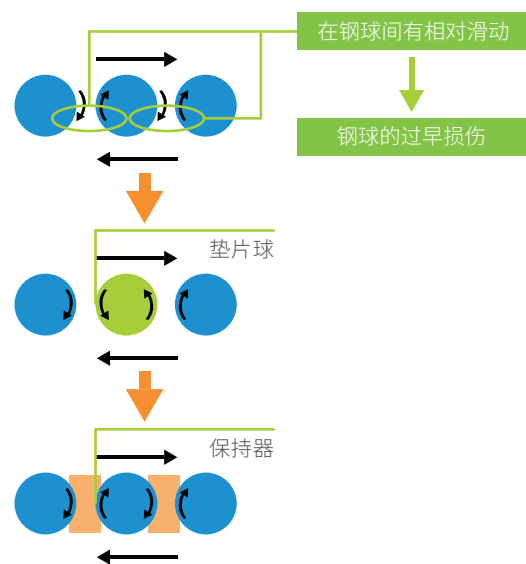 在钢球间有相对滑动
钢球的过早损伤
垫片球
保持器